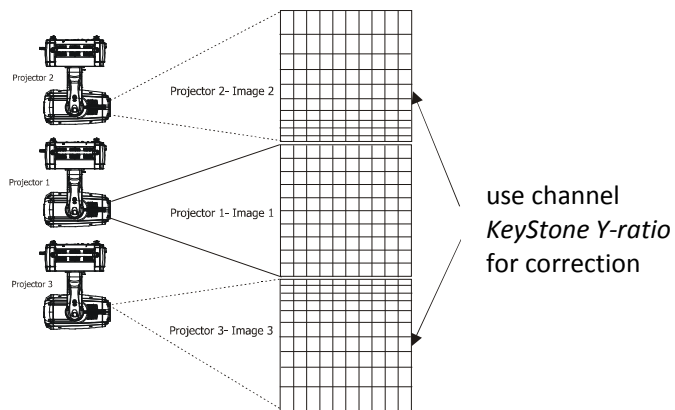 Projector 2
Projector 2- Image 2
Projector 1
Projector 1- Image 1
use channel
KeyStone Y-ratio
for correction
Projector 3
Projector 3- Image 3